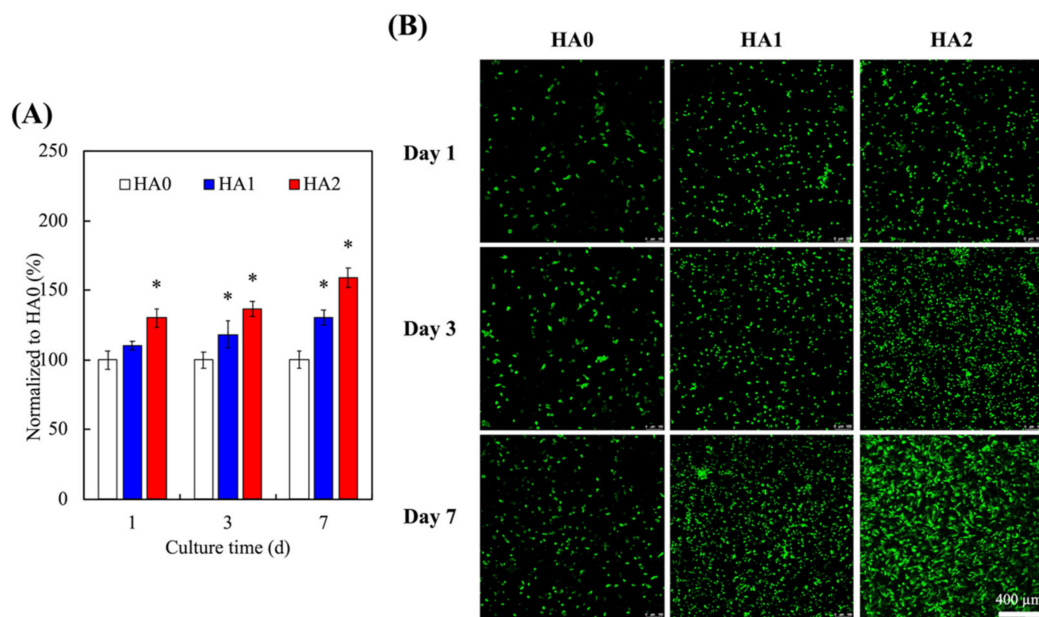 (A)
250
HA0 HA1 HA2
200
* * * * *
150
100
50
0
Normalized to HA0 (%)
1 3 7
Culture time (d)
(B)
HA0 HA1 HA2
Day 1
Day 3
Day 7
400 µm